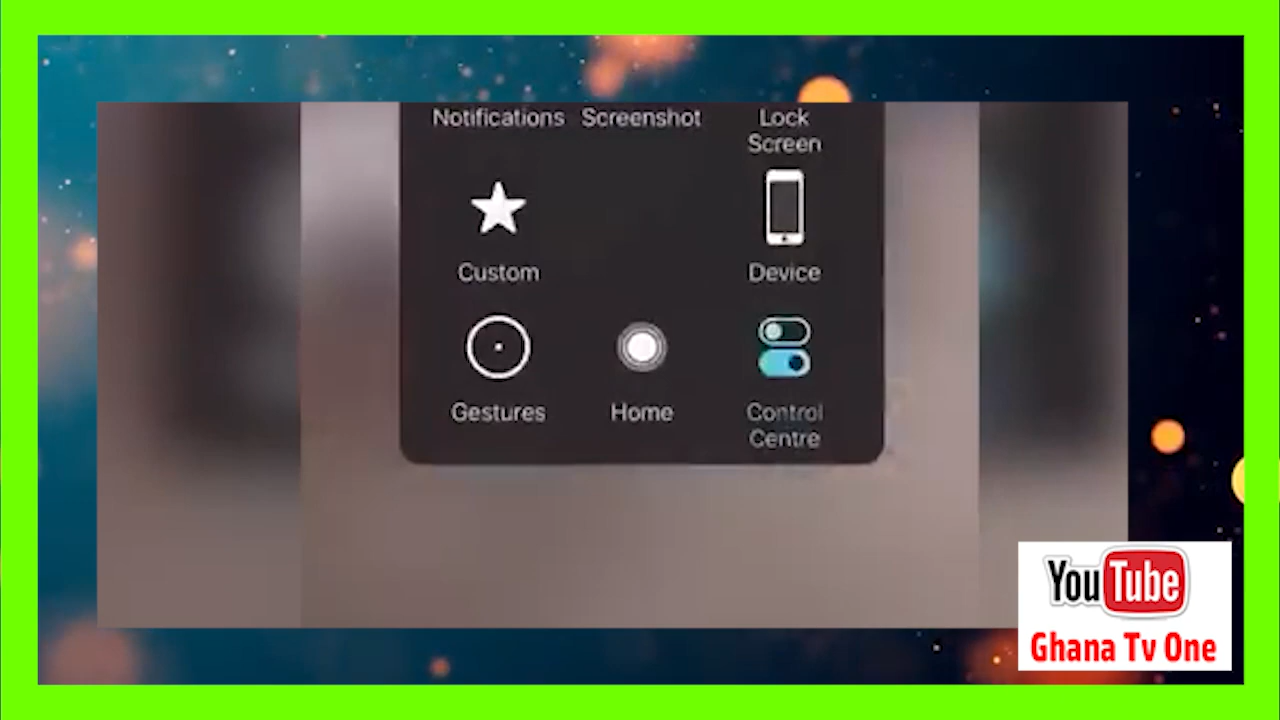 Notifications Screenshot Lock
Screen
Custom Device
Gestures Home Control
Centre
YouTube
Ghana Tv One